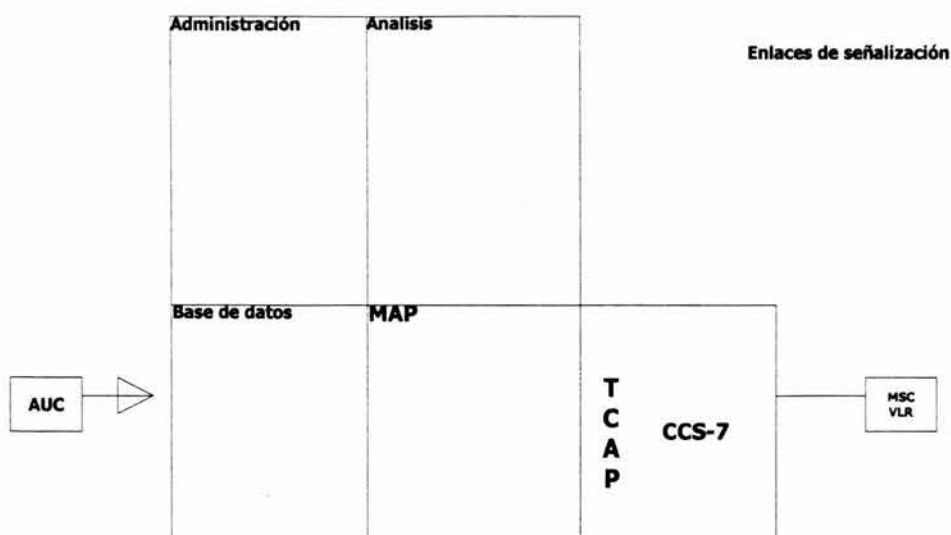 Administración
Analisis
Enlaces de señalización
Base de datos
MAP
AUC
T
C
A
P
CCS-7
MSC
VLR